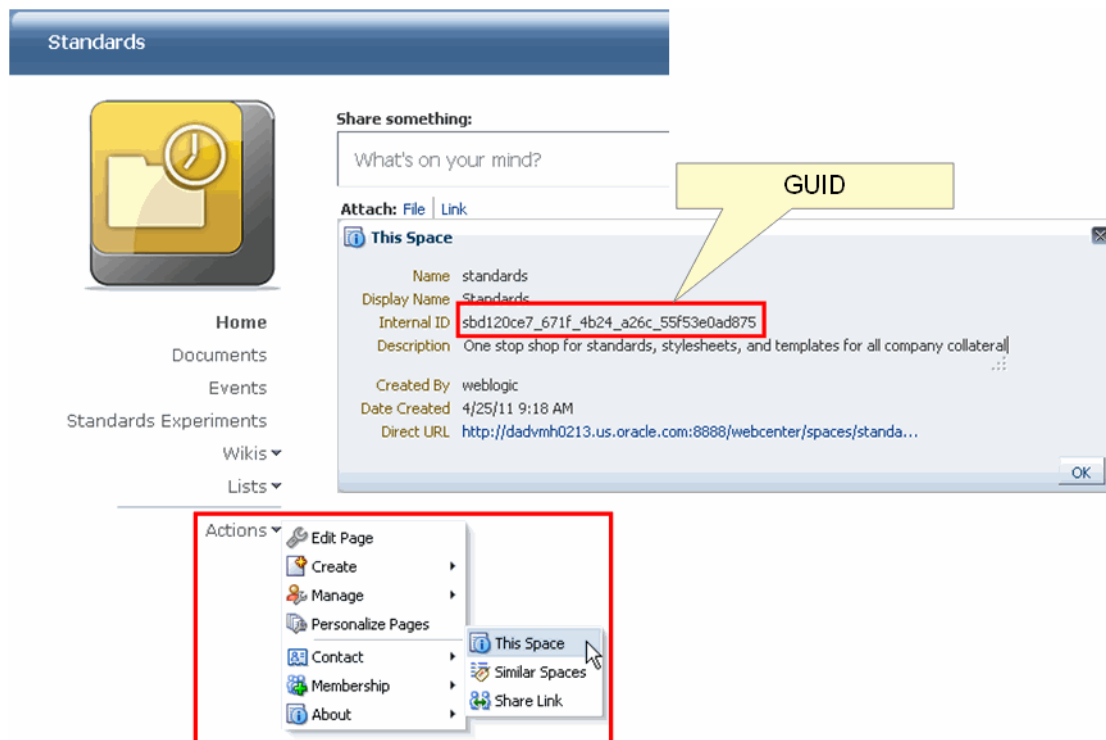 Standards
Share something:
What's on your mind?
GUID
Attach: File | Link
This Space
Name standards
Display Name Standards
Internal ID sbd120ce7_671f_4b24_a26c_55f53e0ad875
Description One stop shop for standards, stylesheets, and templates for all company collateral
Created By weblogic
Date Created 4/25/11 9:18 AM
Direct URL http://dadvmh0213.us.oracle.com:8888/webcenter/spaces/standa...
OK
Home
Documents
Events
Standards Experiments
Wikis
Lists
Actions
Edit Page
Create
Manage
Personalize Pages
Contact
Membership
About
This Space
Similar Spaces
Share Link